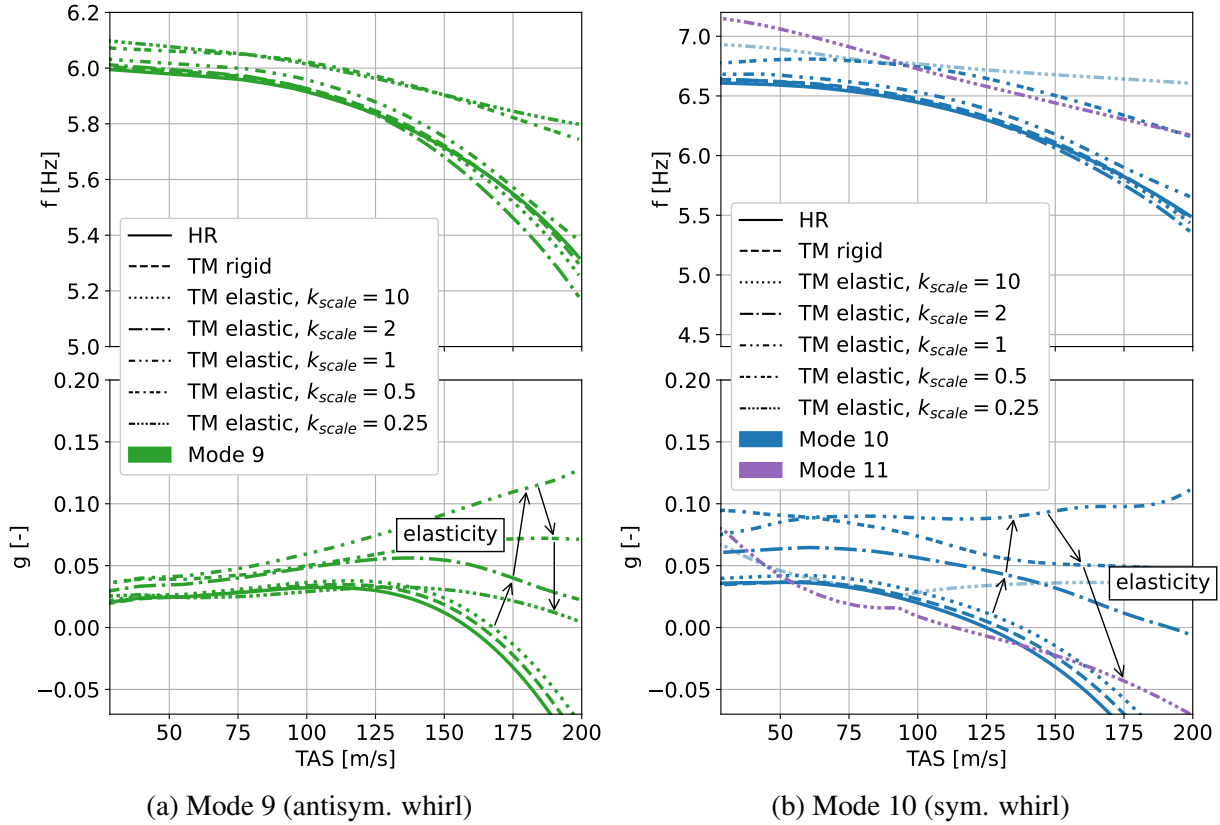 6.2
6.0
5.8
5.6
5.4
5.2
5.0
f [Hz]
HR
TM rigid
TM elastic, k_scale = 10
TM elastic, k_scale = 2
TM elastic, k_scale = 1
TM elastic, k_scale = 0.5
TM elastic, k_scale = 0.25
Mode 9
0.20
0.15
0.10
0.05
0.00
−0.05
g [-]
elasticity
50 75 100 125 150 175 200
TAS [m/s]
(a) Mode 9 (antisym. whirl)
7.0
6.5
6.0
5.5
5.0
4.5
f [Hz]
HR
TM rigid
TM elastic, k_scale = 10
TM elastic, k_scale = 2
TM elastic, k_scale = 1
TM elastic, k_scale = 0.5
TM elastic, k_scale = 0.25
Mode 10
Mode 11
0.20
0.15
0.10
0.05
0.00
−0.05
g [-]
elasticity
50 75 100 125 150 175 200
TAS [m/s]
(b) Mode 10 (sym. whirl)